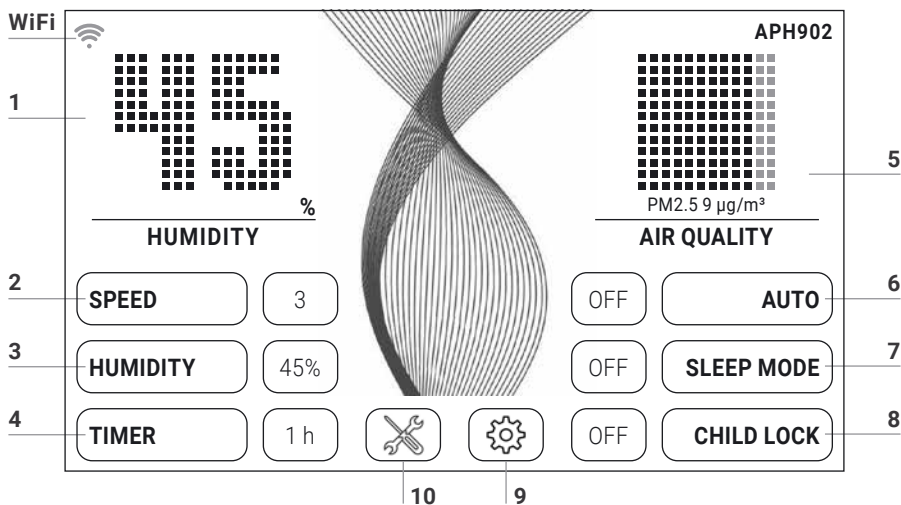 WiFi
APH902
1
45
%
HUMIDITY
5
PM2.5 9 µg/m³
AIR QUALITY
2
SPEED
3
OFF
AUTO
6
3
HUMIDITY
45%
OFF
SLEEP MODE
7
4
TIMER
1 h
OFF
CHILD LOCK
8
10
9